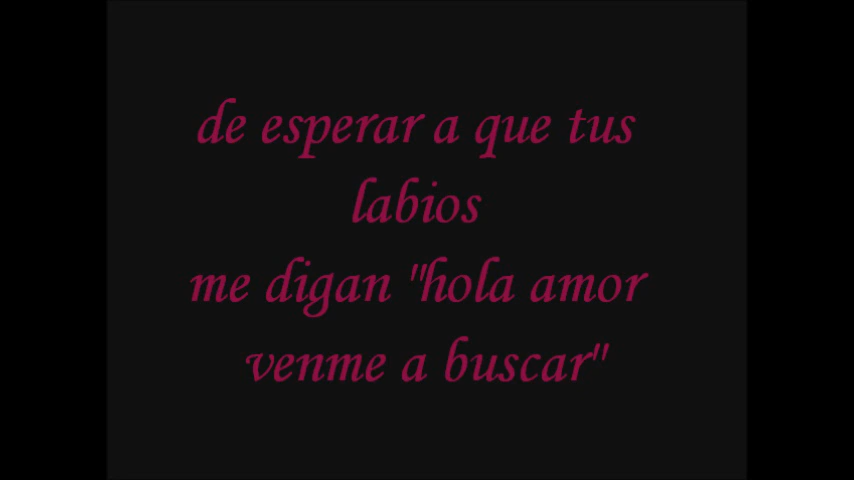 de esperar a que tus
labios
me digan "hola amor
venme a buscar"